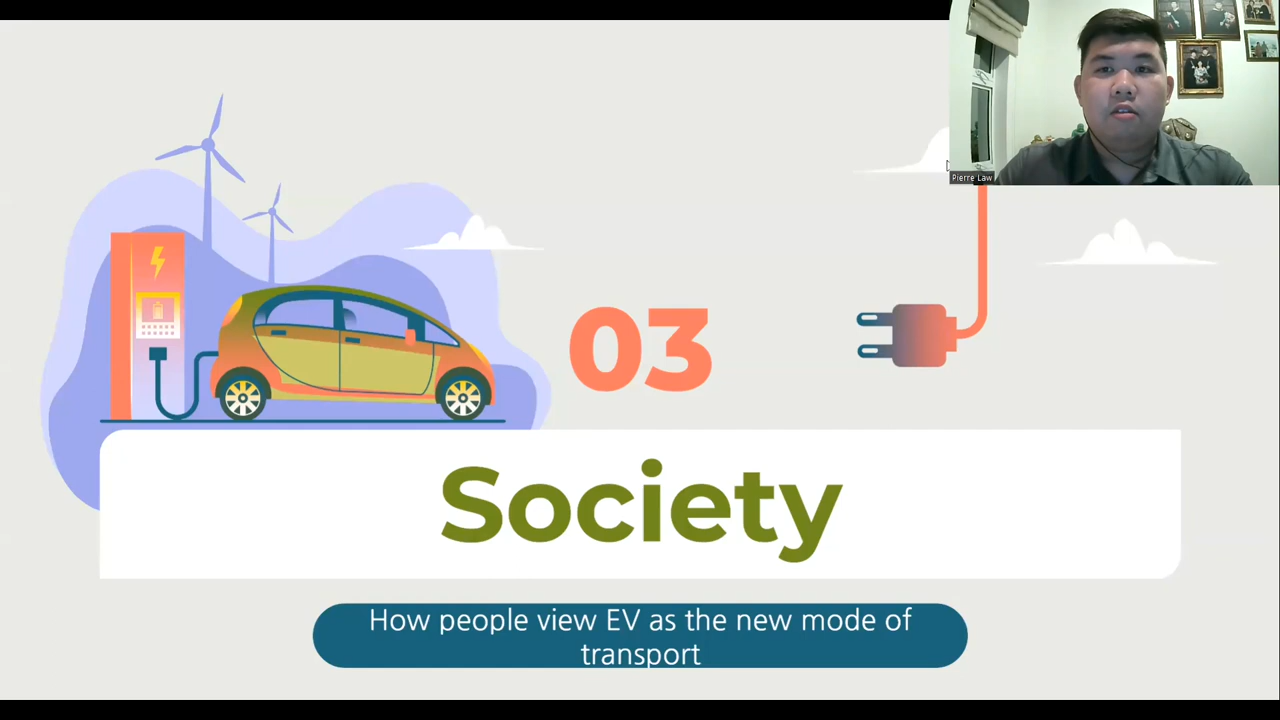 Pierre Law
03
Society
How people view EV as the new mode of
transport